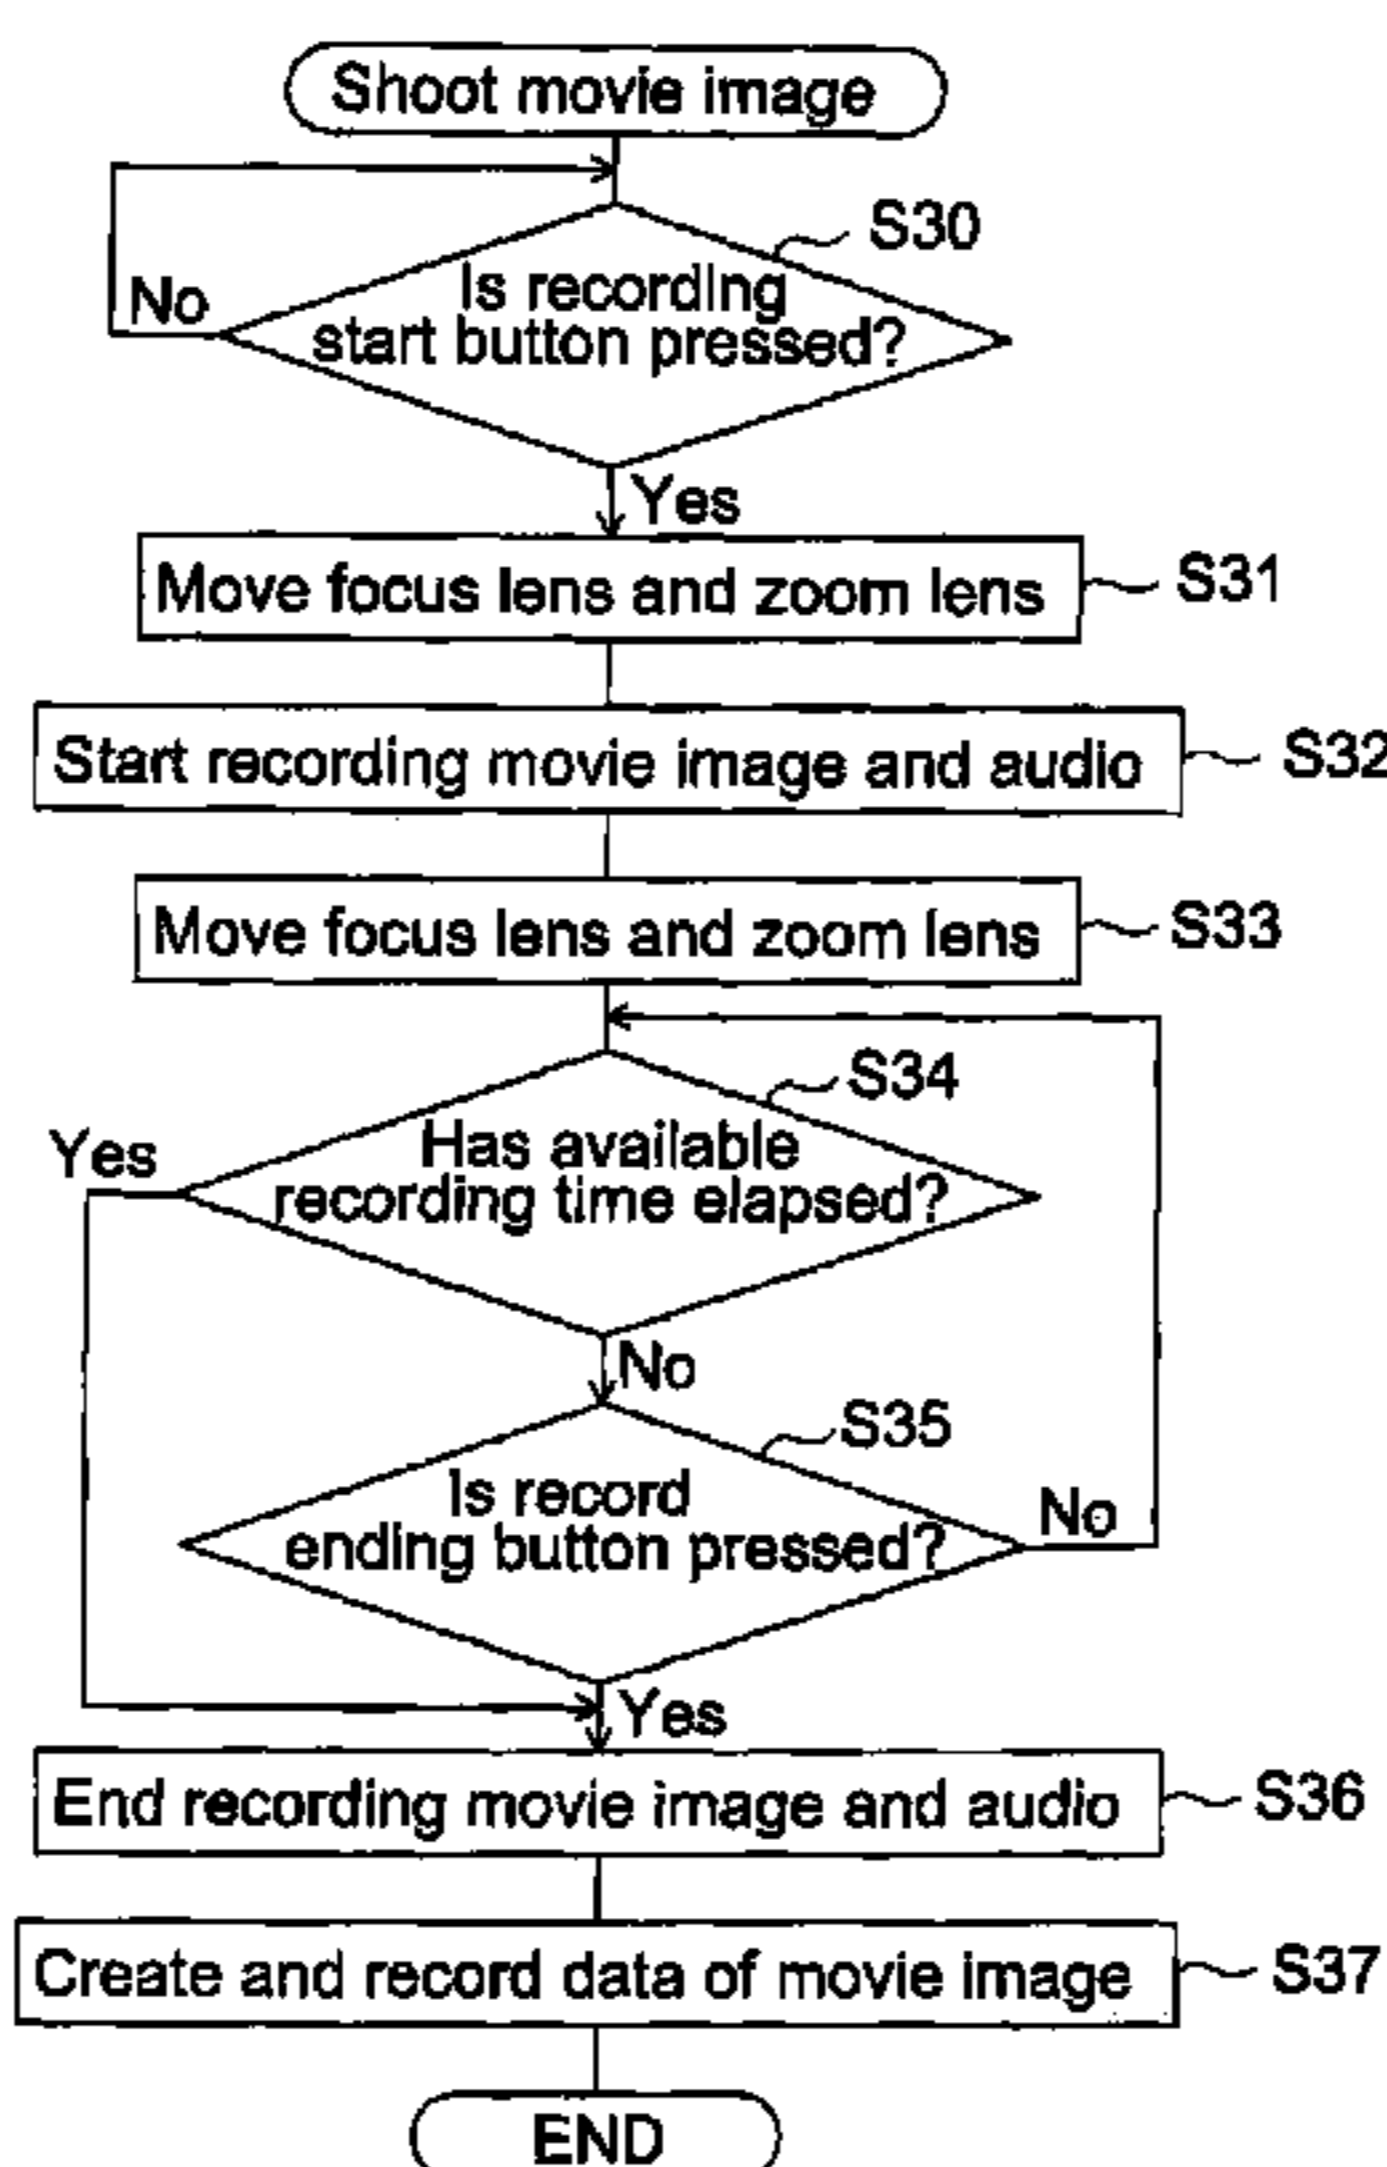 Shoot movie image
S30
Is recording
start button pressed?
No
Yes
Move focus lens and zoom lens
S31
Start recording movie image and audio
S32
Move focus lens and zoom lens
S33
S34
Has available
recording time elapsed?
Yes
No
S35
Is record
ending button pressed?
No
Yes
End recording movie image and audio
S36
Create and record data of movie image
S37
END